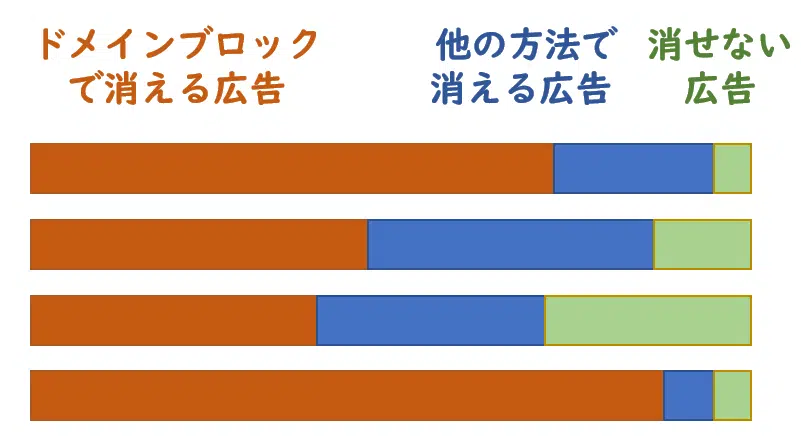 ドメインブロック
で消える広告
他の方法で
消える広告
消せない
広告